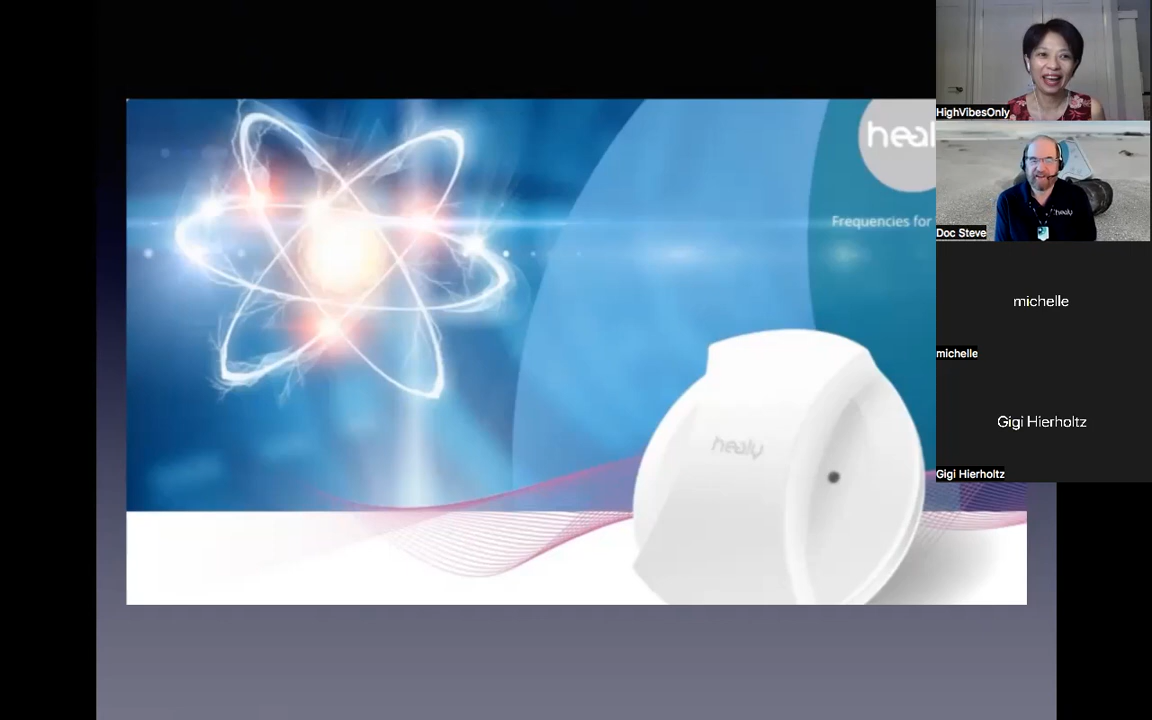 heal
Frequencies for
healy
HighVibesOnly
healy
Doc Steve
michelle
michelle
Gigi Hierholtz
Gigi Hierholtz